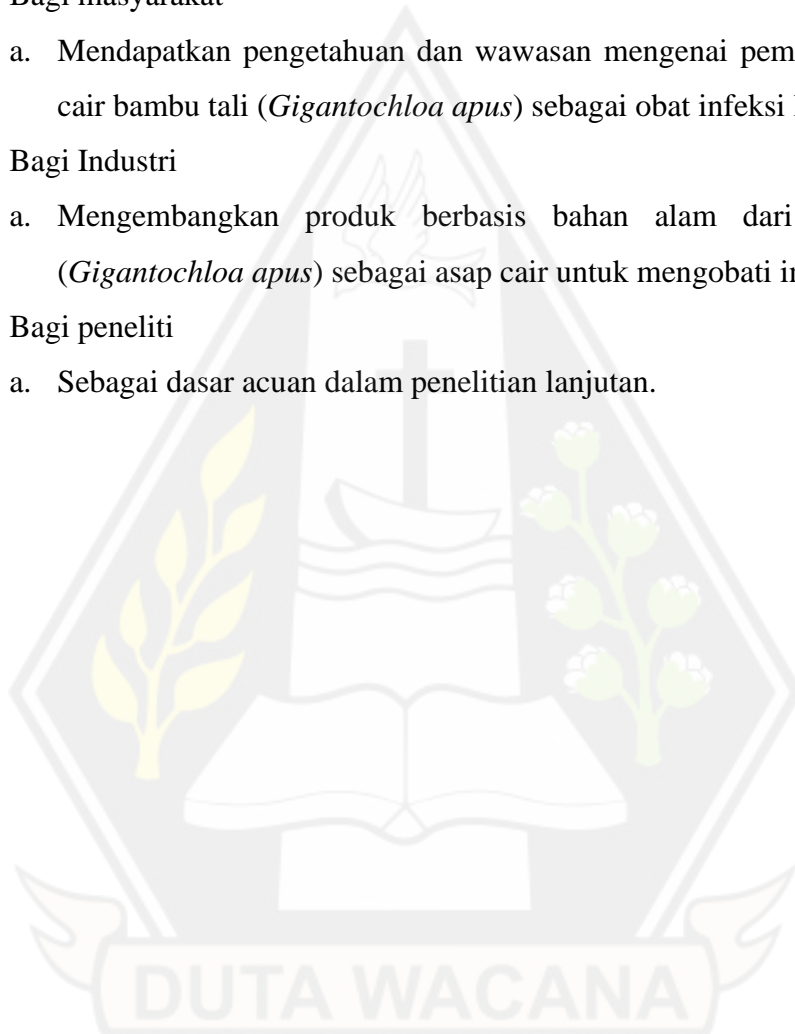 Bagi masyarakat
a. Mendapatkan pengetahuan dan wawasan mengenai
cair bambu tali (Gigantochloa apus) sebagai obat infeksi
Bagi Industri
a. Mengembangkan produk berbasis bahan alam dari
(Gigantochloa apus) sebagai asap cair untuk mengobati
Bagi peneliti
a. Sebagai dasar acuan dalam penelitian lanjutan.
DUTA WACANA